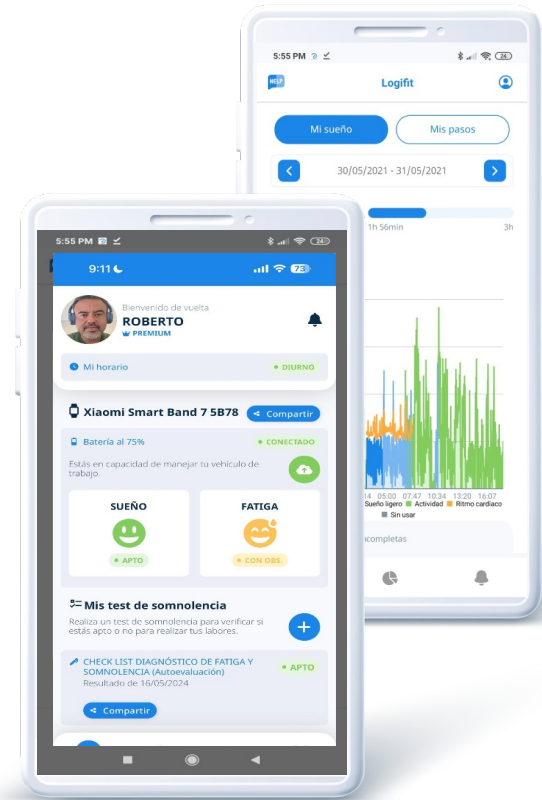 5:55 PM
24
HELP
Logifit
Mi sueño
Mis pasos
30/05/2021 - 31/05/2021
1h 56min
3h
14 05:00 07:47 10:34 13:20 16:07
Sueño ligero Actividad Ritmo cardíaco
Sin usar
5:55 PM
24
9:11
73
Bienvenido de vuelta
ROBERTO
PREMIUM
Mi horario
DIURNO
Xiaomi Smart Band 7 5B78
Compartir
Batería al 75%
CONECTADO
Estás en capacidad de manejar tu vehículo de
trabajo.
SUEÑO
FATIGA
APTO
CON OBS.
Mis test de somnolencia
Realiza un test de somnolencia para verificar si
estás apto o no para realizar tus labores.
CHECK LIST DIAGNÓSTICO DE FATIGA Y
SOMNOLENCIA (Autoevaluación)
APTO
Resultado de 16/05/2024
Compartir